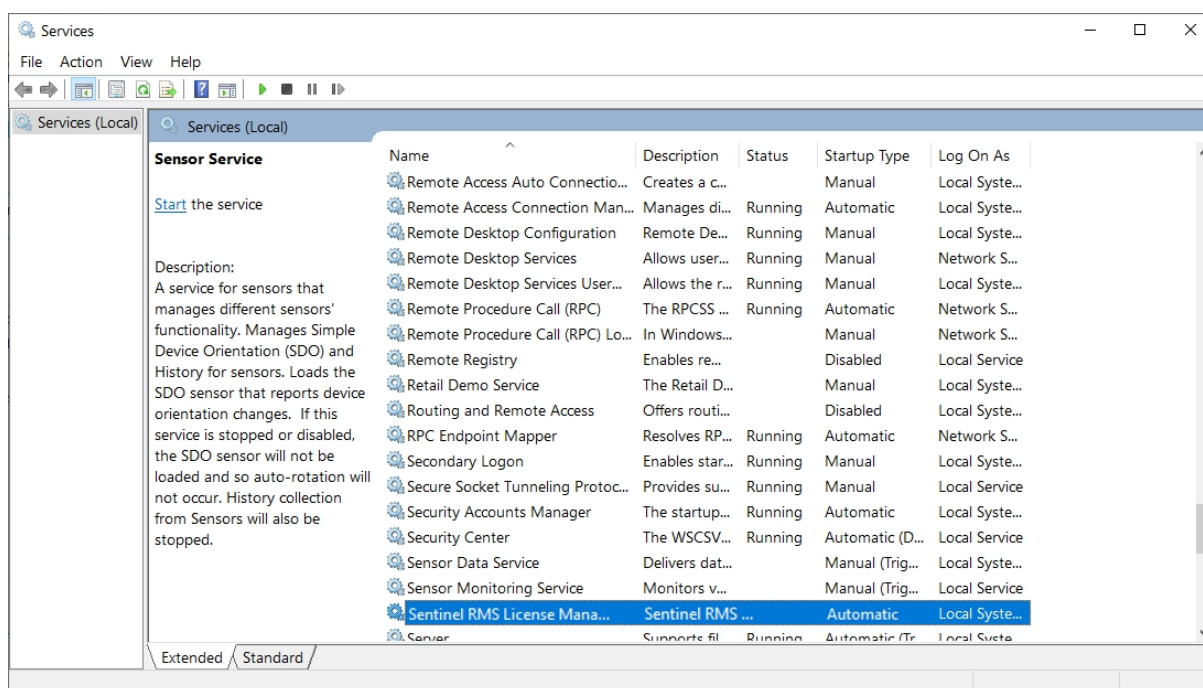 Services
File Action View Help
Services (Local)
Services (Local)
Sensor Service
Start the service
Description:
A service for sensors that
manages different sensors'
functionality. Manages Simple
Device Orientation (SDO) and
History for sensors. Loads the
SDO sensor that reports device
orientation changes. If this
service is stopped or disabled,
the SDO sensor will not be
loaded and so auto-rotation will
not occur. History collection
from Sensors will also be
stopped.
Name Description Status Startup Type Log On As
Remote Access Auto Connectio... Creates a c... Manual Local Syste...
Remote Access Connection Man... Manages di... Running Automatic Local Syste...
Remote Desktop Configuration Remote De... Running Manual Local Syste...
Remote Desktop Services Allows user... Running Manual Network S...
Remote Desktop Services User... Allows the r... Running Manual Local Syste...
Remote Procedure Call (RPC) The RPCSS ... Running Automatic Network S...
Remote Procedure Call (RPC) Lo... In Windows... Manual Network S...
Remote Registry Enables re... Disabled Local Service
Retail Demo Service The Retail D... Manual Local Syste...
Routing and Remote Access Offers routi... Disabled Local Syste...
RPC Endpoint Mapper Resolves RP... Running Automatic Network S...
Secondary Logon Enables star... Running Manual Local Syste...
Secure Socket Tunneling Protoc... Provides su... Running Manual Local Service
Security Accounts Manager The startup... Running Automatic Local Syste...
Security Center The WSCSV... Running Automatic (D... Local Service
Sensor Data Service Delivers dat... Manual (Trig... Local Syste...
Sensor Monitoring Service Monitors v... Manual (Trig... Local Service
Sentinel RMS License Mana... Sentinel RMS ... Automatic Local Syste...
Server Supports fil Running Automatic (Tr Local Syste
Extended Standard